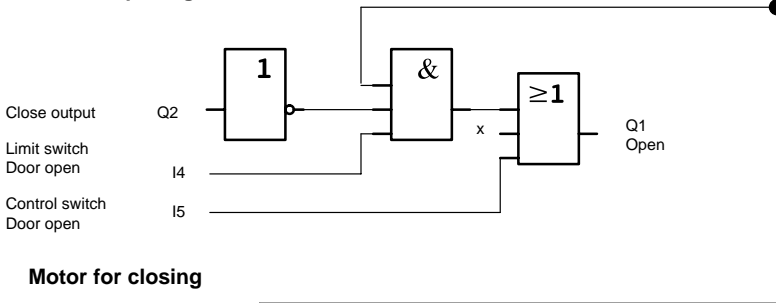 1
&
≥1
Close output Q2
x
Q1
Open
Limit switch
Door open
I4
Control switch
Door open
I5
Motor for closing